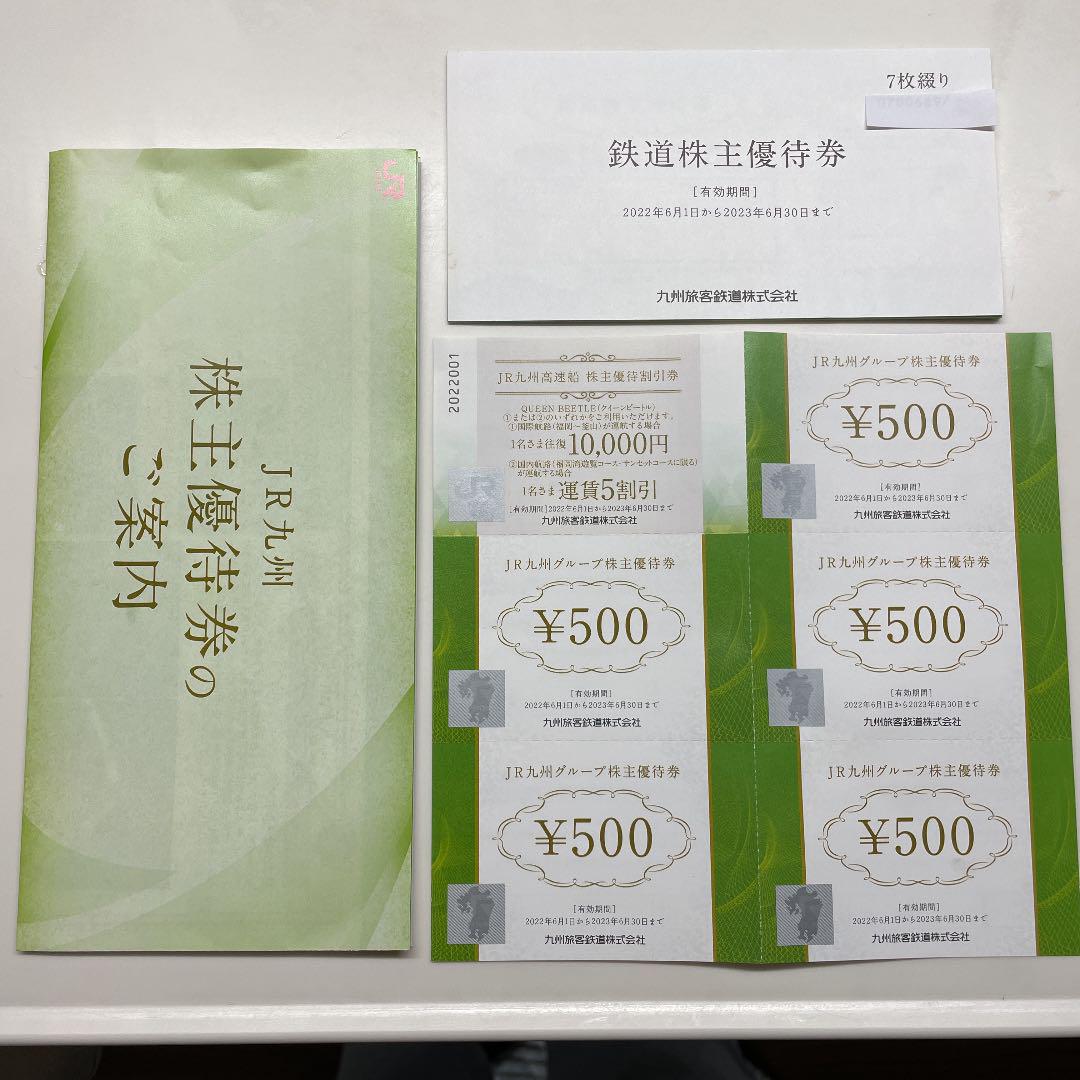 JR九州
株主優待券の
ご案内
7枚綴り
鉄道株主優待券
[有効期間]
2022年6月1日から2023年6月30日まで
九州旅客鉄道株式会社
2022001
JR九州高速船 株主優待割引券
QUEEN BEETLE(クイーンビートル)
①または②のいずれかをご利用いただけます。
①国際航路(福岡～釜山)が運航する場合
1名さま往復10,000円
②国内航路(福岡湾遊覧コース・サンセットコースに限る)
が運航する場合
1名さま 運賃5割引
[有効期間]2022年6月1日から2023年6月30日まで
九州旅客鉄道株式会社
JR
JR九州グループ株主優待券
¥500
[有効期間]
2022年6月1日から2023年6月30日まで
九州旅客鉄道株式会社
JR九州グループ株主優待券
¥500
[有効期間]
2022年6月1日から2023年6月30日まで
九州旅客鉄道株式会社
JR九州グループ株主優待券
¥500
[有効期間]
2022年6月1日から2023年6月30日まで
九州旅客鉄道株式会社
JR九州グループ株主優待券
¥500
[有効期間]
2022年6月1日から2023年6月30日まで
九州旅客鉄道株式会社
JR九州グループ株主優待券
¥500
[有効期間]
2022年6月1日から2023年6月30日まで
九州旅客鉄道株式会社